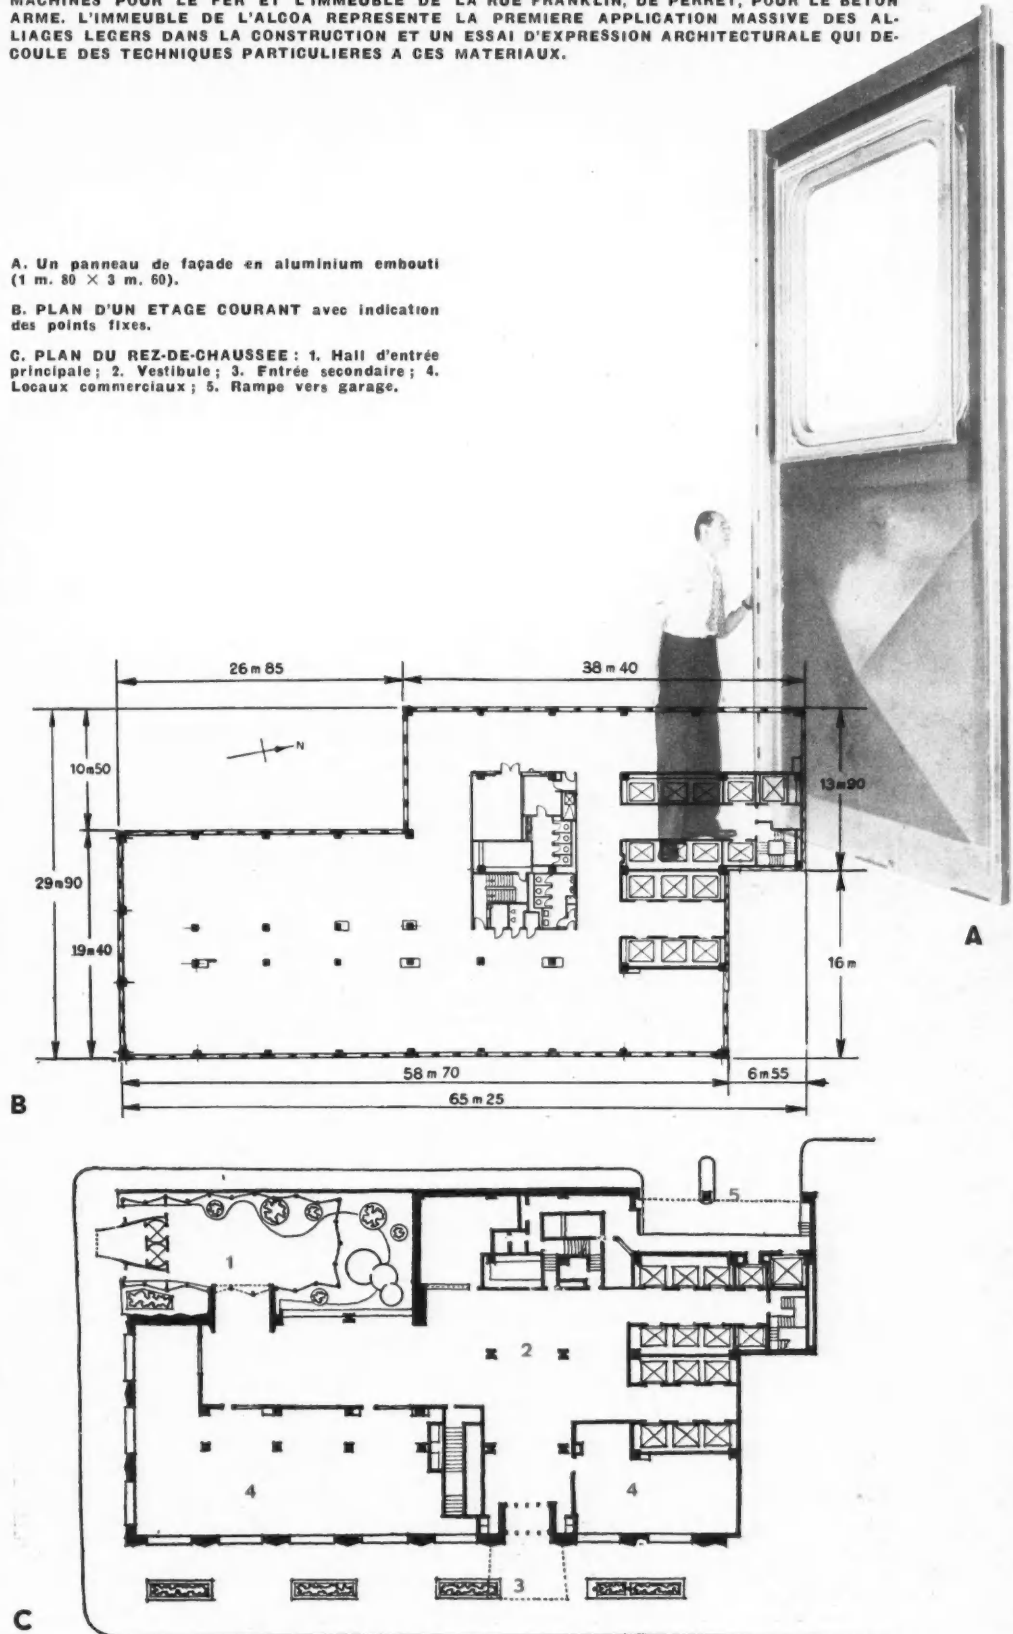 MACHINES POUR LE FER ET L'IMMEUBLE DE LA RUE FRANKLIN, DE PERRET, POUR LE BETON
ARME. L'IMMEUBLE DE L'ALCOA REPRESENTE LA PREMIERE APPLICATION MASSIVE DES AL-
LIAGES LEGERS DANS LA CONSTRUCTION ET UN ESSAI D'EXPRESSION ARCHITECTURALE QUI DE-
COULE DES TECHNIQUES PARTICULIERES A CES MATERIAUX.
A. Un panneau de façade en aluminium embouti
(1 m. 80 × 3 m. 60).
B. PLAN D'UN ETAGE COURANT avec indication
des points fixes.
C. PLAN DU REZ-DE-CHAUSSEE : 1. Hall d'entrée
principale ; 2. Vestibule ; 3. Entrée secondaire ; 4.
Locaux commerciaux ; 5. Rampe vers garage.
26 m 85
38 m 40
N
10m50
13m90
29m90
19m40
A
16m
58 m 70
6m55
65m25
B
5
1
2
4
4
3
C